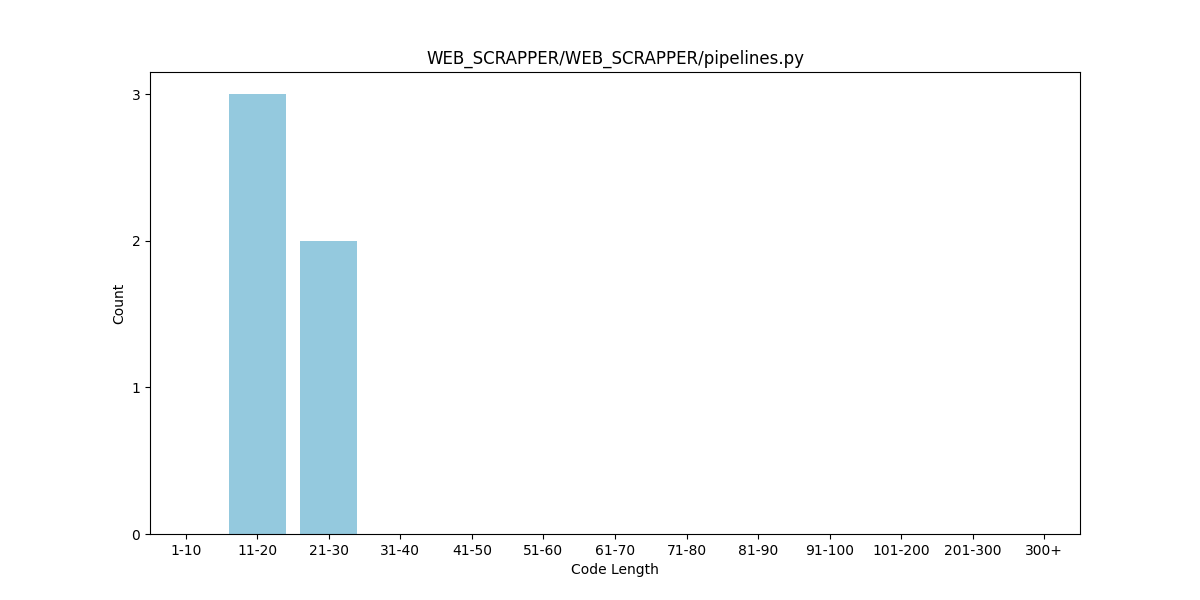 WEB_SCRAPPER/WEB_SCRAPPER/pipelines.py
3
2
1
0
Count
1-10 11-20 21-30 31-40 41-50 51-60 61-70 71-80 81-90 91-100 101-200 201-300 300+
Code Length